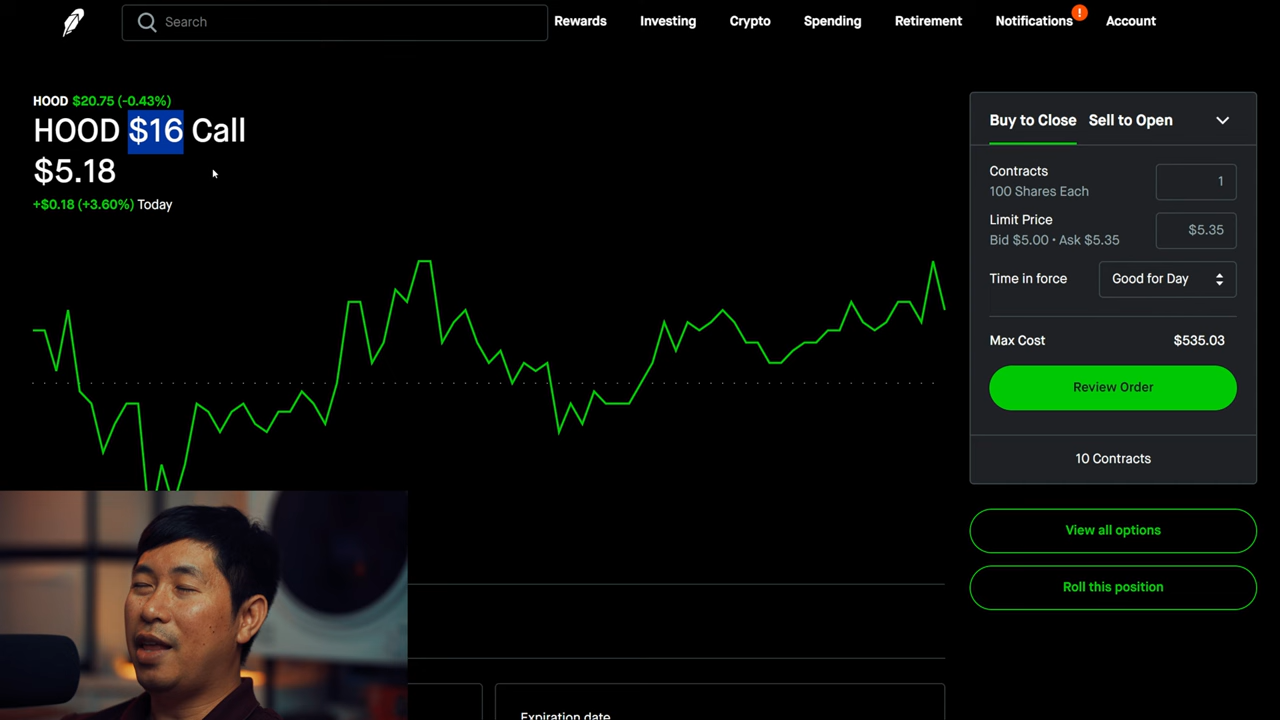 Search
Rewards
Investing
Crypto
Spending
Retirement
Notifications
!
Account
HOOD $20.75 (-0.43%)
HOOD $16 Call
$5.18
+$0.18 (+3.60%) Today
Buy to Close
Sell to Open
Contracts
100 Shares Each
1
Limit Price
Bid $5.00 • Ask $5.35
$5.35
Time in force
Good for Day
Max Cost
$535.03
Review Order
10 Contracts
View all options
Roll this position
Expiration date